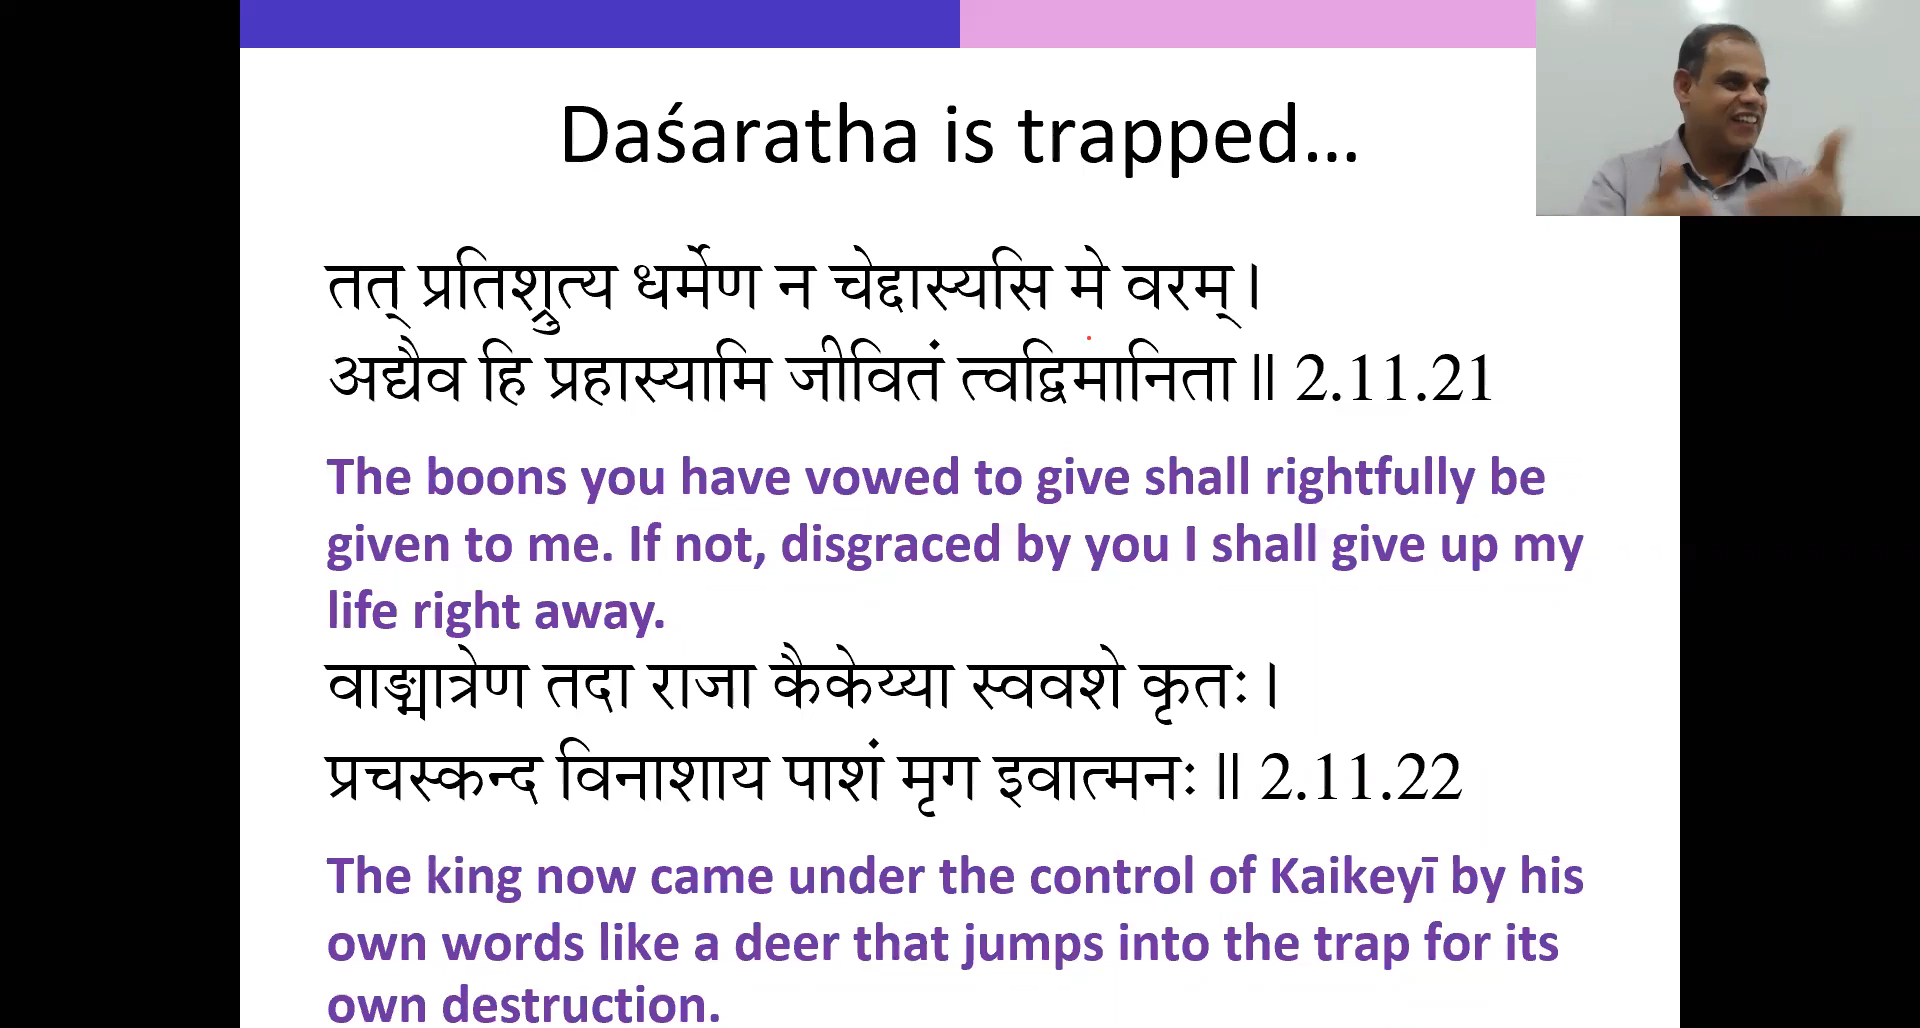 Daśaratha is trapped…
तत् प्रतिश्रुत्य धर्मेण न चेद्दास्यसि मे वरम् ।
अद्यैव हि प्रहास्यामि जीवितं त्वद्विमानिता ॥ 2.11.21
The boons you have vowed to give shall rightfully be
given to me. If not, disgraced by you I shall give up my
life right away.
वाङ्मात्रेण तदा राजा कैकेय्या स्ववशे कृतः ।
प्रचस्कन्द विनाशाय पाशं मृग इवात्मनः ॥ 2.11.22
The king now came under the control of Kaikeyī by his
own words like a deer that jumps into the trap for its
own destruction.